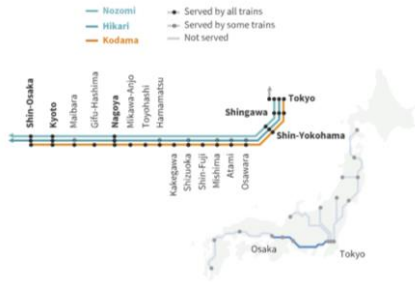 Nozomi
Hikari
Kodama
Served by all trains
Served by some trains
Not served
Shin-Osaka
Kyoto
Maibara
Gifu-Hashima
Nagoya
Mikawa-Anjo
Toyohashi
Hamamatsu
Kakegawa
Shizuoka
Shin-Fuji
Mishima
Atami
Osawara
Shin-Yokohama
Shingawa
Tokyo
Osaka
Tokyo